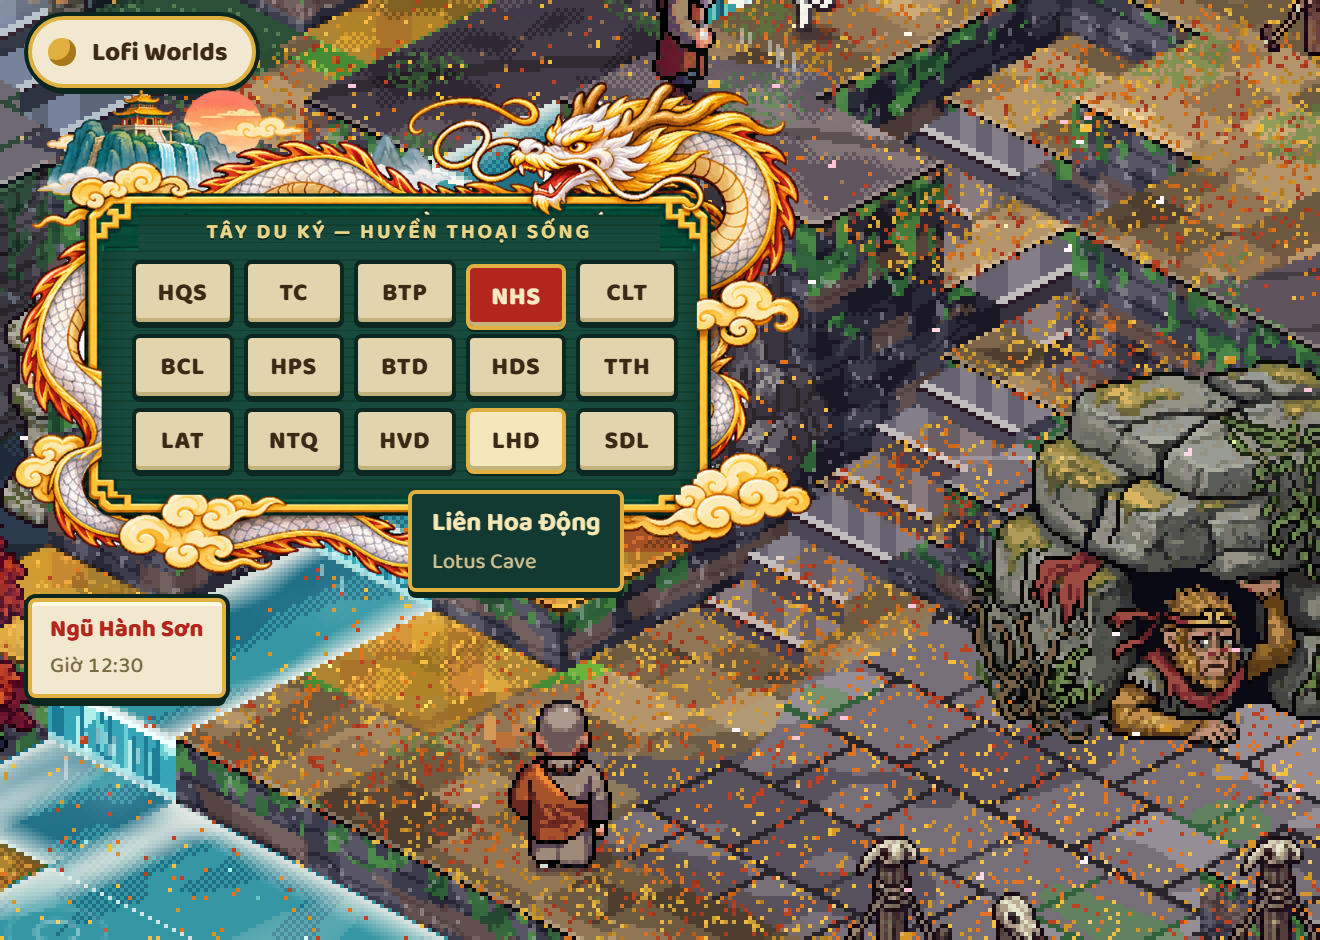 Lofi Worlds
TÂY DU KÝ — HUYỀN THOẠI SỐNG
HQS TC BTP NHS CLT
BCL HPS BTD HDS TTH
LAT NTQ HVD LHD SDL
Liên Hoa Động
Lotus Cave
Ngũ Hành Sơn
Giờ 12:30